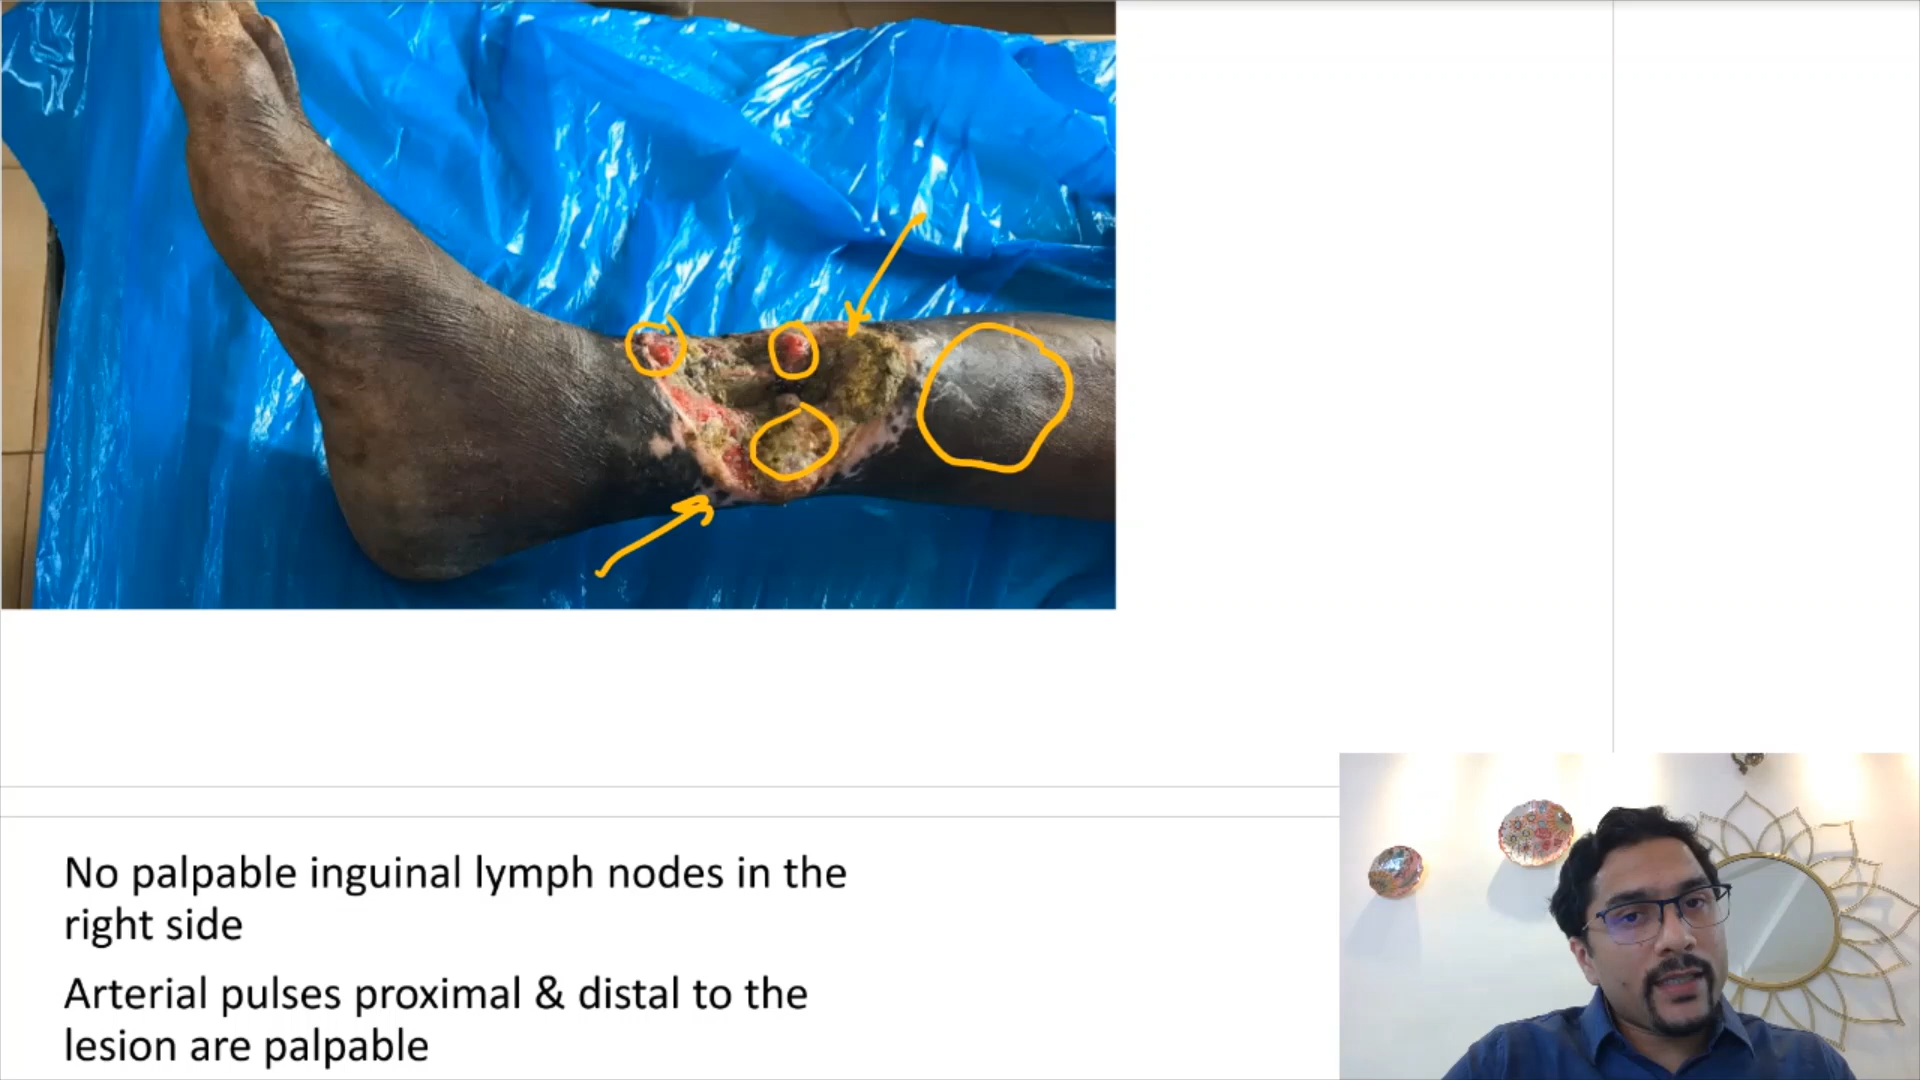 No palpable inguinal lymph nodes in the
right side
Arterial pulses proximal & distal to the
lesion are palpable